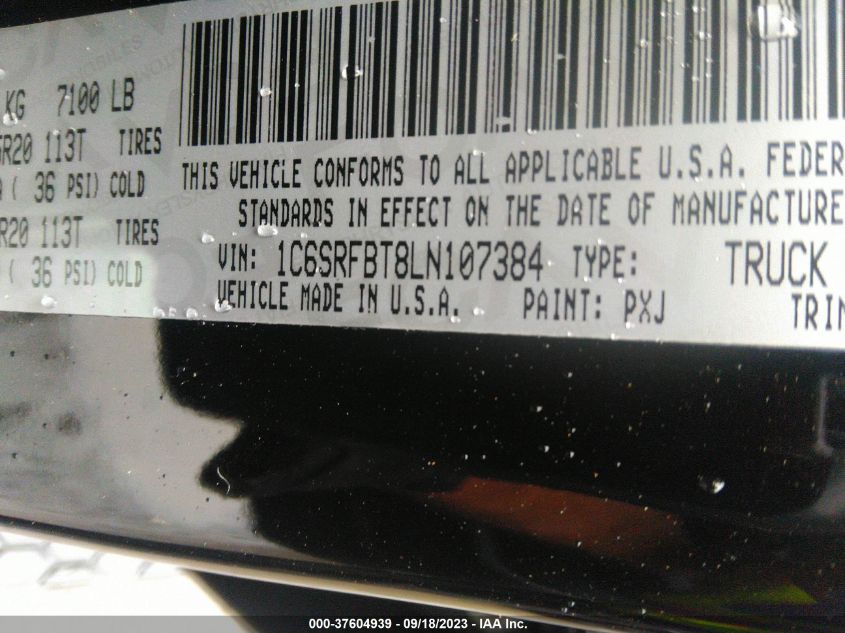 KG 7100 LB
R20 113T TIRES
( 36 PSI) COLD
R20 113T TIRES
( 36 PSI) COLD
THIS VEHICLE CONFORMS TO ALL APPLICABLE U.S.A. FEDER
STANDARDS IN EFFECT ON THE DATE OF MANUFACTURE
VIN: 1C6SRFBT8LN107384 TYPE: TRUCK
VEHICLE MADE IN U.S.A. PAINT: PXJ TRIM
000-37604939 - 09/18/2023 - IAA Inc.